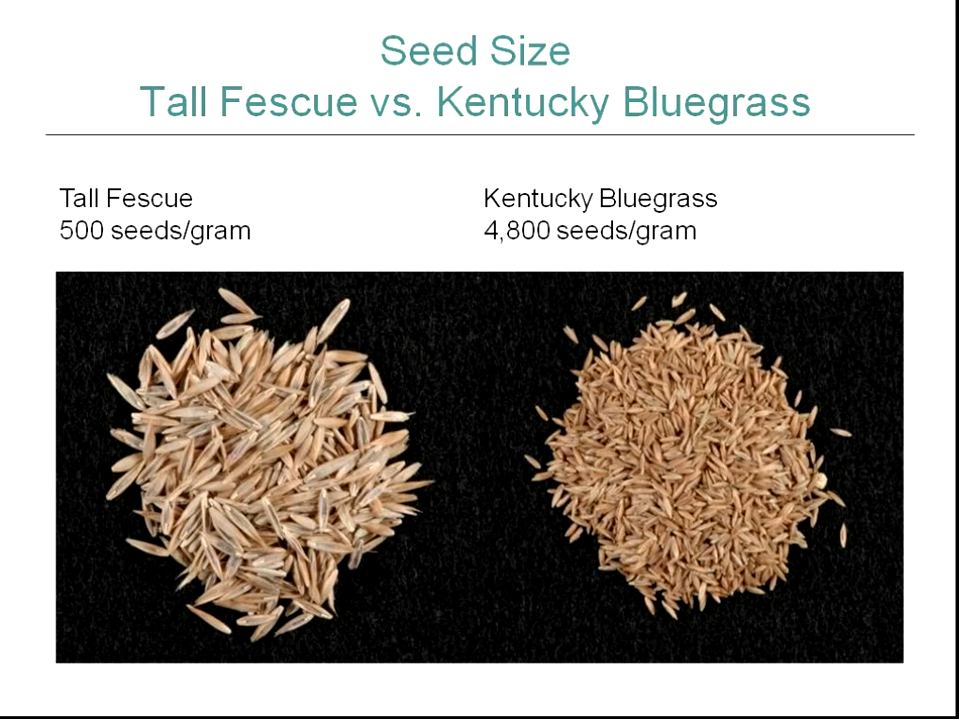 Seed Size
Tall Fescue vs. Kentucky Bluegrass
Tall Fescue
500 seeds/gram
Kentucky Bluegrass
4,800 seeds/gram